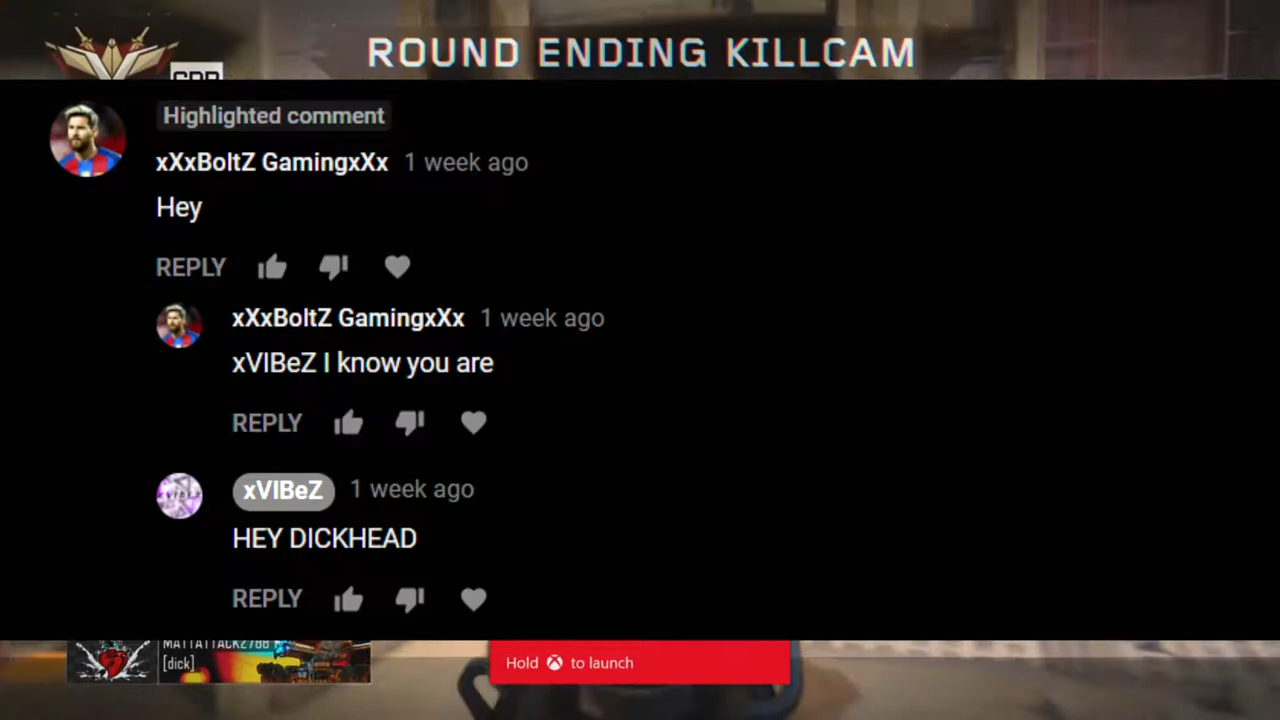 ROUND ENDING KILLCAM
Highlighted comment
xXxBoltZ GamingxXx 1 week ago
Hey
REPLY
xXxBoltZ GamingxXx 1 week ago
xVIBeZ I know you are
REPLY
xVIBeZ 1 week ago
HEY DICKHEAD
REPLY
MATTATTACK2788
[dick]
Hold X to launch